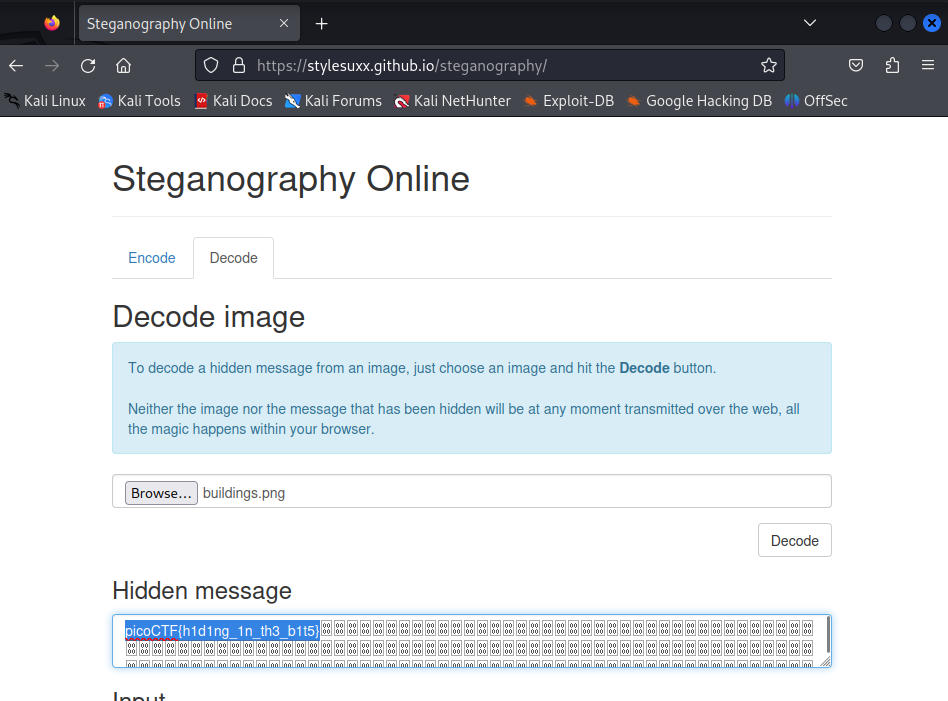 Steganography Online
https://stylesuxx.github.io/steganography/
Kali Linux Kali Tools Kali Docs Kali Forums Kali NetHunter Exploit-DB Google Hacking DB OffSec
Steganography Online
Encode Decode
Decode image
To decode a hidden message from an image, just choose an image and hit the Decode button.
Neither the image nor the message that has been hidden will be at any moment transmitted over the web, all
the magic happens within your browser.
Browse... buildings.png
Decode
Hidden message
picoCTF{h1d1ng_1n_th3_b1t5}
Input